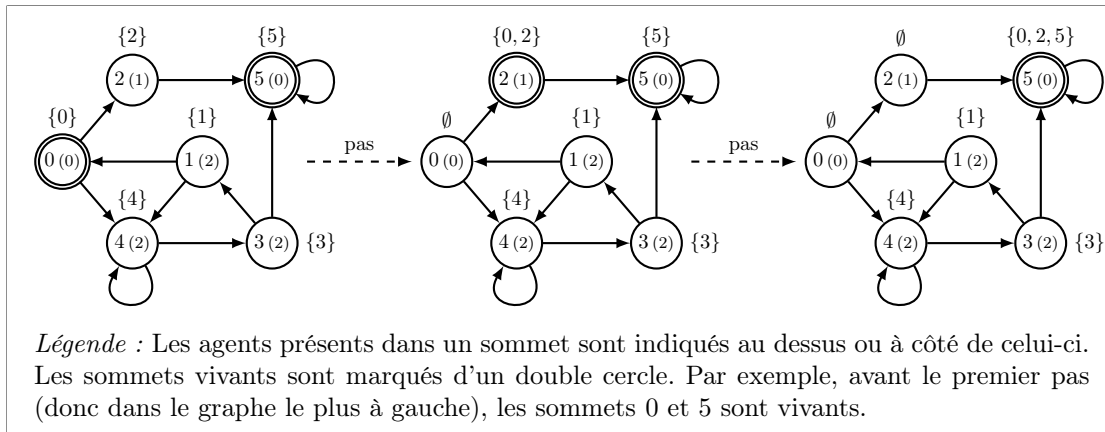 {2} {5} {0, 2} {5} ∅ {0, 2, 5}
2 (1) 5 (0) 2 (1) 5 (0) 2 (1) 5 (0)
{0} {1} ∅ {1} ∅ {1}
0 (0) 1 (2) pas 0 (0) 1 (2) pas 0 (0) 1 (2)
{4} {4} {4}
4 (2) 3 (2) {3} 4 (2) 3 (2) {3} 4 (2) 3 (2) {3}
Légende : Les agents présents dans un sommet sont indiqués au dessus ou à côté de celui-ci.
Les sommets vivants sont marqués d'un double cercle. Par exemple, avant le premier pas
(donc dans le graphe le plus à gauche), les sommets 0 et 5 sont vivants.